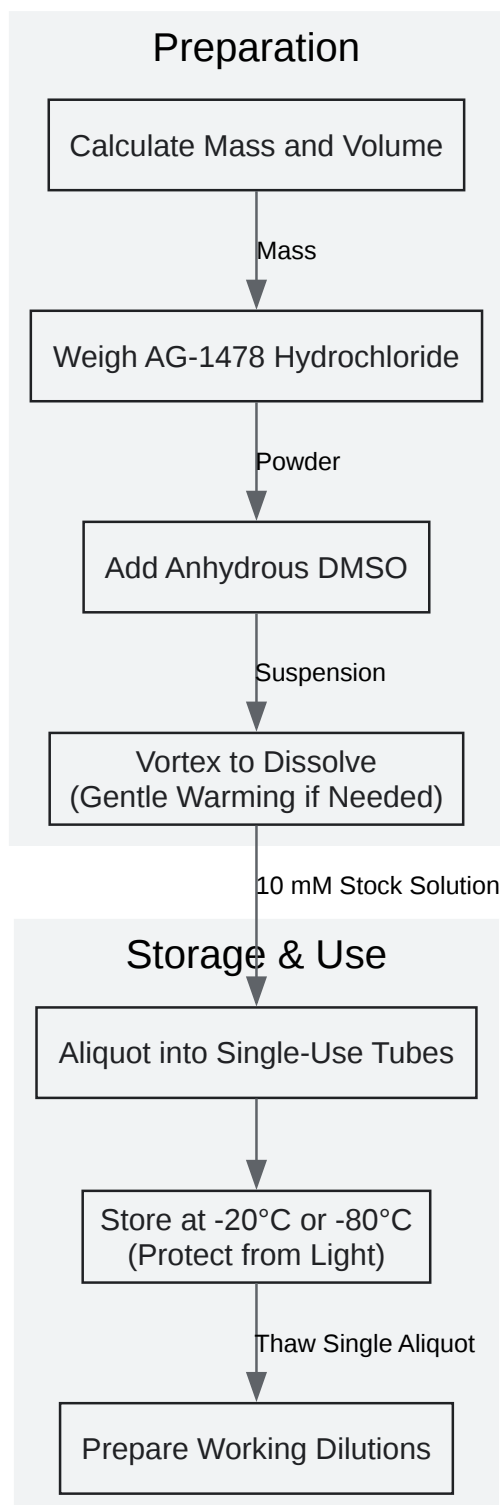 Preparation
Calculate Mass and Volume
Mass
Weigh AG-1478 Hydrochloride
Powder
Add Anhydrous DMSO
Suspension
Vortex to Dissolve
(Gentle Warming if Needed)
10 mM Stock Solution
Storage & Use
Aliquot into Single-Use Tubes
Store at -20°C or -80°C
(Protect from Light)
Thaw Single Aliquot
Prepare Working Dilutions